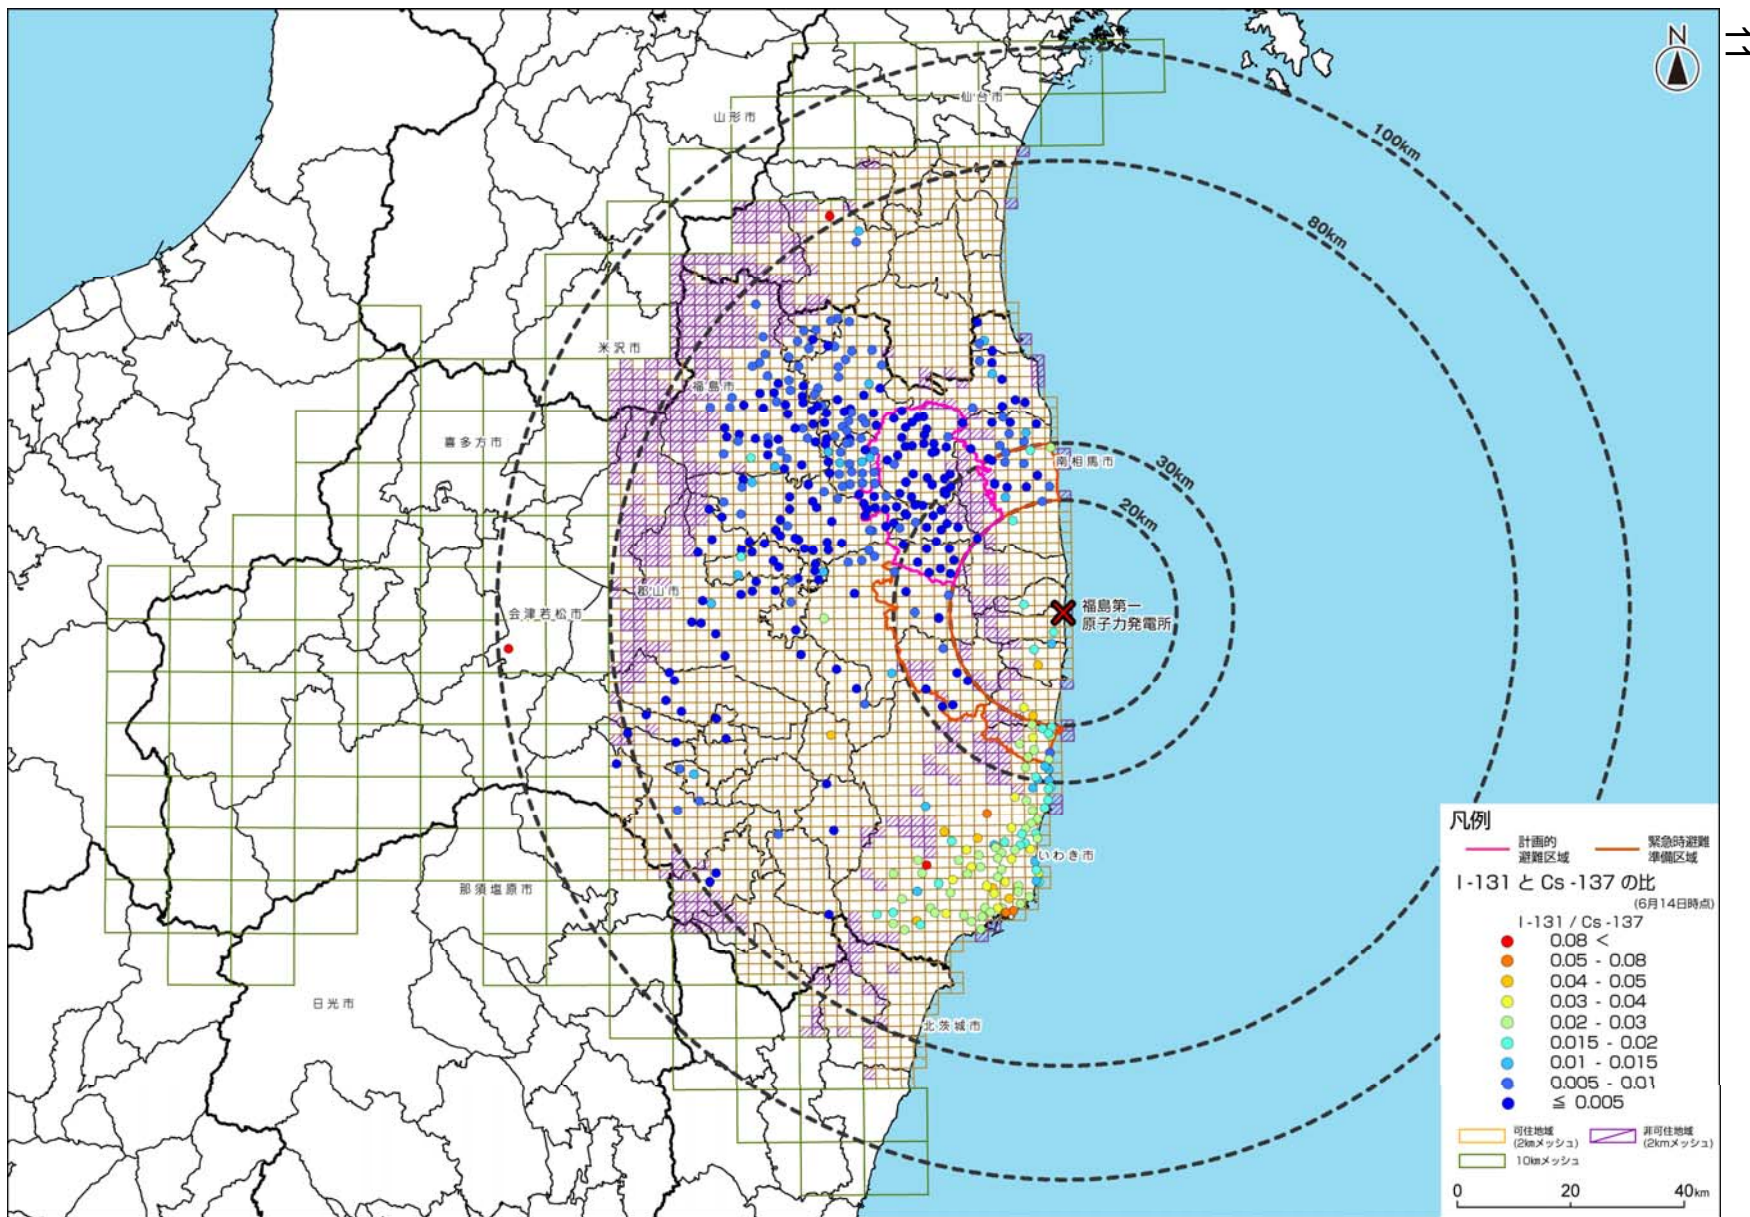 11
N
仙台市
山形市
100km
80km
米沢市
福島市
喜多方市
南相馬市
30km
20km
郡山市
会津若松市
福島第一
原子力発電所
いわき市
那須塩原市
日光市
北茨城市
凡例
計画的
避難区域
緊急時避難
準備区域
I-131 と Cs-137 の比
(6月14日時点)
I-131 / Cs-137
0.08 <
0.05 - 0.08
0.04 - 0.05
0.03 - 0.04
0.02 - 0.03
0.015 - 0.02
0.01 - 0.015
0.005 - 0.01
≦ 0.005
可住地域
(2kmメッシュ)
非可住地域
(2kmメッシュ)
10kmメッシュ
0 20 40km